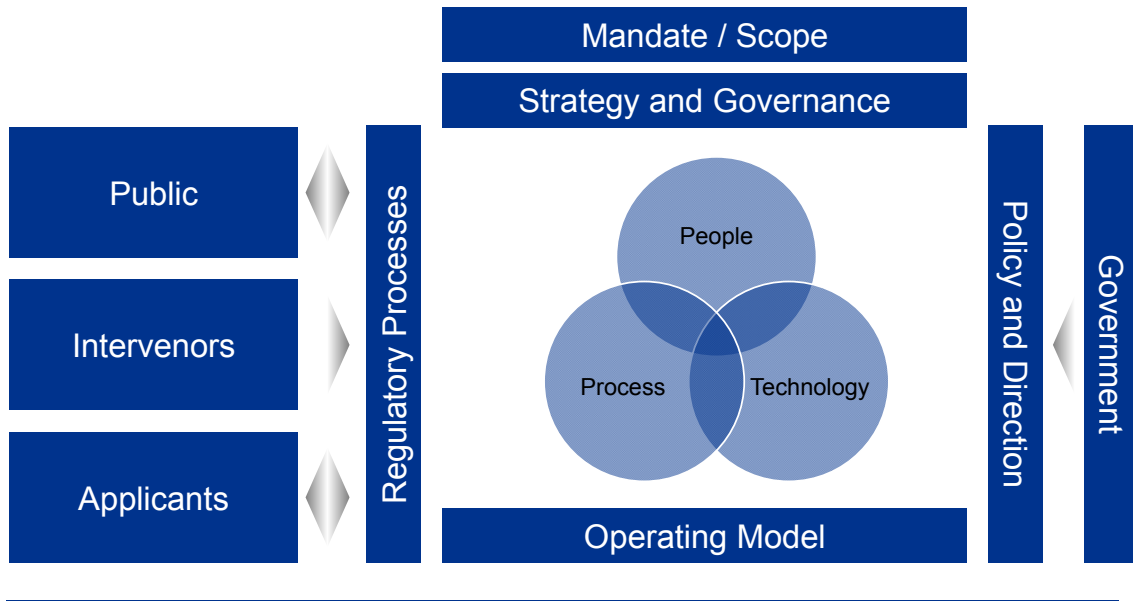 Mandate / Scope
Strategy and Governance
Public
Intervenors
Applicants
Regulatory Processes
People
Process
Technology
Operating Model
Policy and Direction
Government